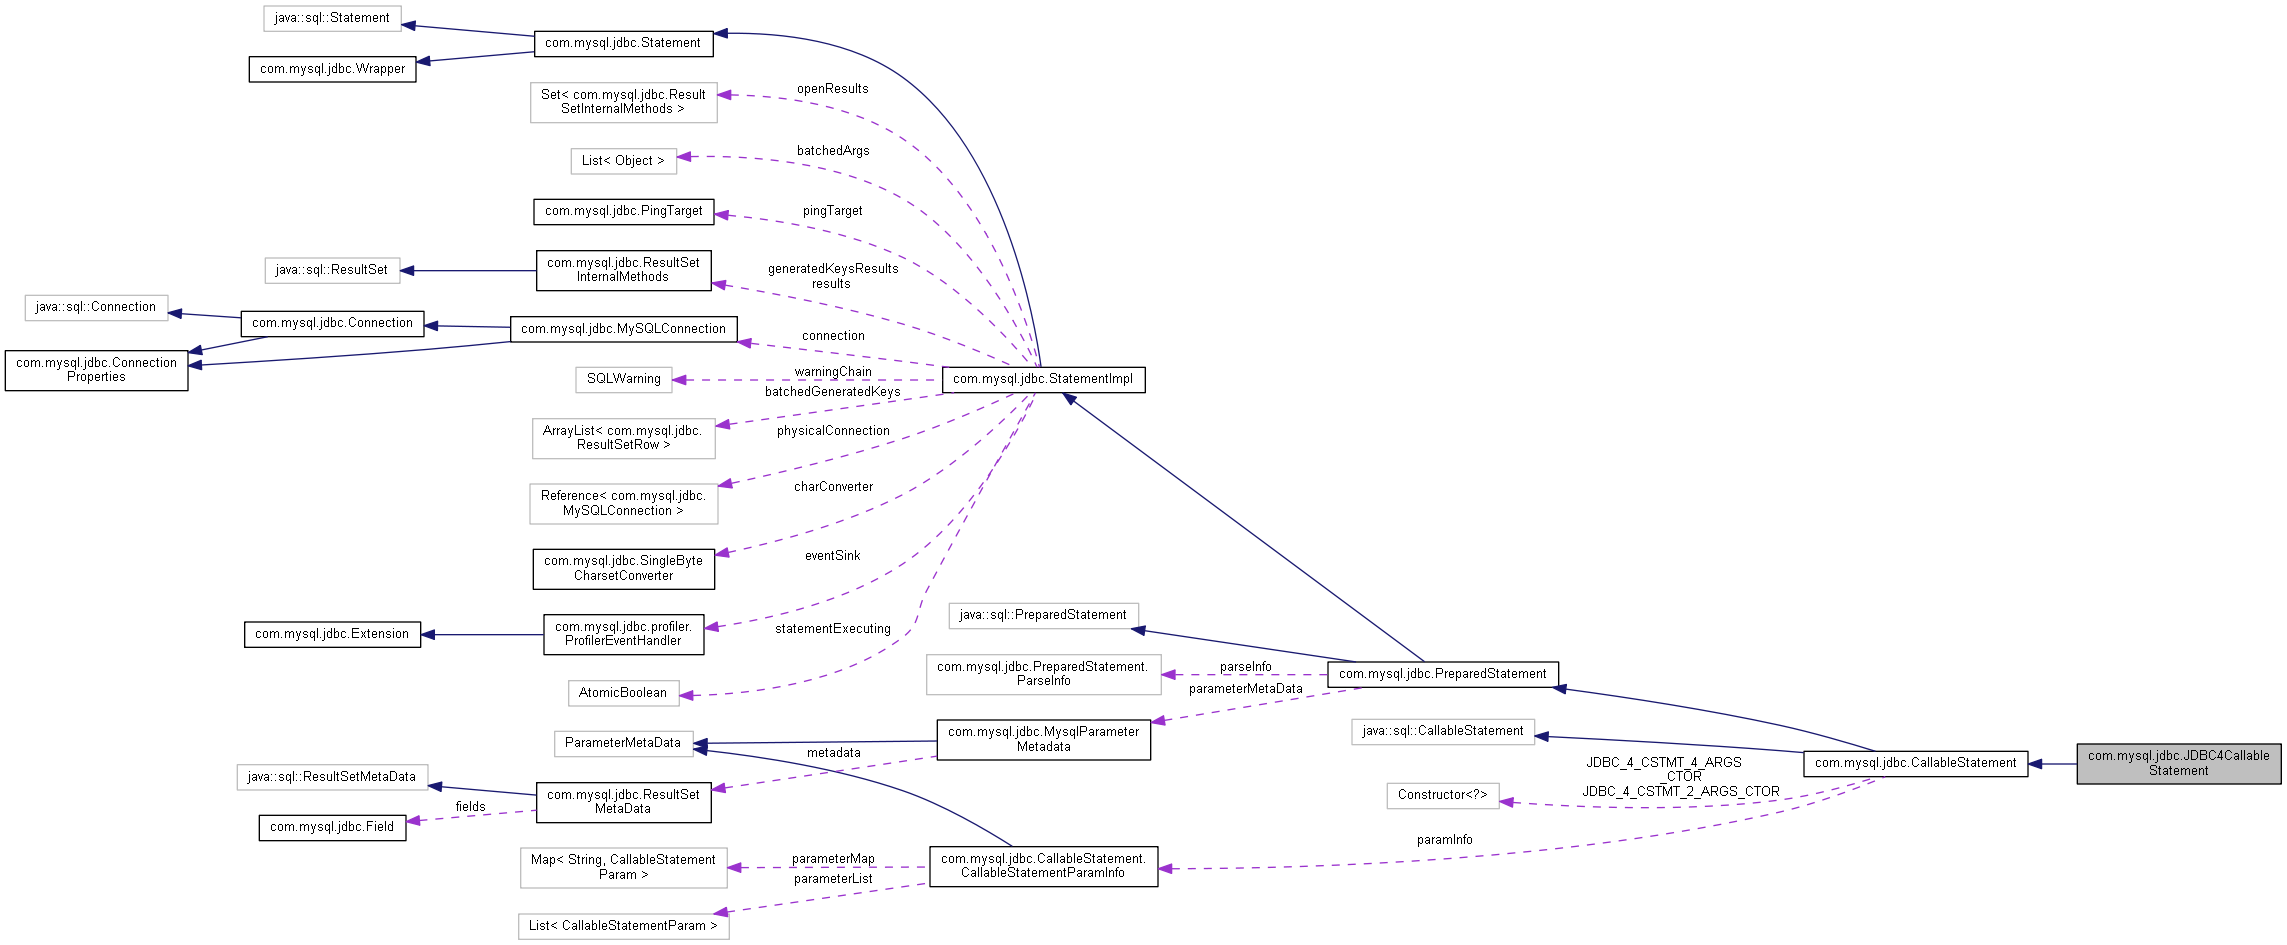 java::sql::Statement
com.mysql.jdbc.Statement
com.mysql.jdbc.Wrapper
openResults
Set< com.mysql.jdbc.Result
SetInternalMethods >
batchedArgs
List< Object >
pingTarget
com.mysql.jdbc.PingTarget
generatedKeysResults
results
com.mysql.jdbc.ResultSet
InternalMethods
java::sql::ResultSet
java::sql::Connection
com.mysql.jdbc.Connection
com.mysql.jdbc.MySQLConnection
connection
com.mysql.jdbc.Connection
Properties
SQLWarning
warningChain
com.mysql.jdbc.StatementImpl
batchedGeneratedKeys
ArrayList< com.mysql.jdbc.
ResultSetRow >
physicalConnection
Reference< com.mysql.jdbc.
MySQLConnection >
charConverter
com.mysql.jdbc.SingleByte
CharsetConverter
eventSink
com.mysql.jdbc.Extension
com.mysql.jdbc.profiler.
ProfilerEventHandler
statementExecuting
java::sql::PreparedStatement
AtomicBoolean
com.mysql.jdbc.PreparedStatement.
ParseInfo
parseInfo
com.mysql.jdbc.PreparedStatement
parameterMetaData
ParameterMetaData
com.mysql.jdbc.MysqlParameter
Metadata
java::sql::CallableStatement
metadata
java::sql::ResultSetMetaData
com.mysql.jdbc.ResultSet
MetaData
fields
com.mysql.jdbc.Field
JDBC_4_CSTMT_4_ARGS
_CTOR
JDBC_4_CSTMT_2_ARGS_CTOR
Constructor<?>
com.mysql.jdbc.CallableStatement
com.mysql.jdbc.JDBC4Callable
Statement
paramInfo
Map< String, CallableStatement
Param >
parameterMap
com.mysql.jdbc.CallableStatement.
CallableStatementParamInfo
parameterList
List< CallableStatementParam >